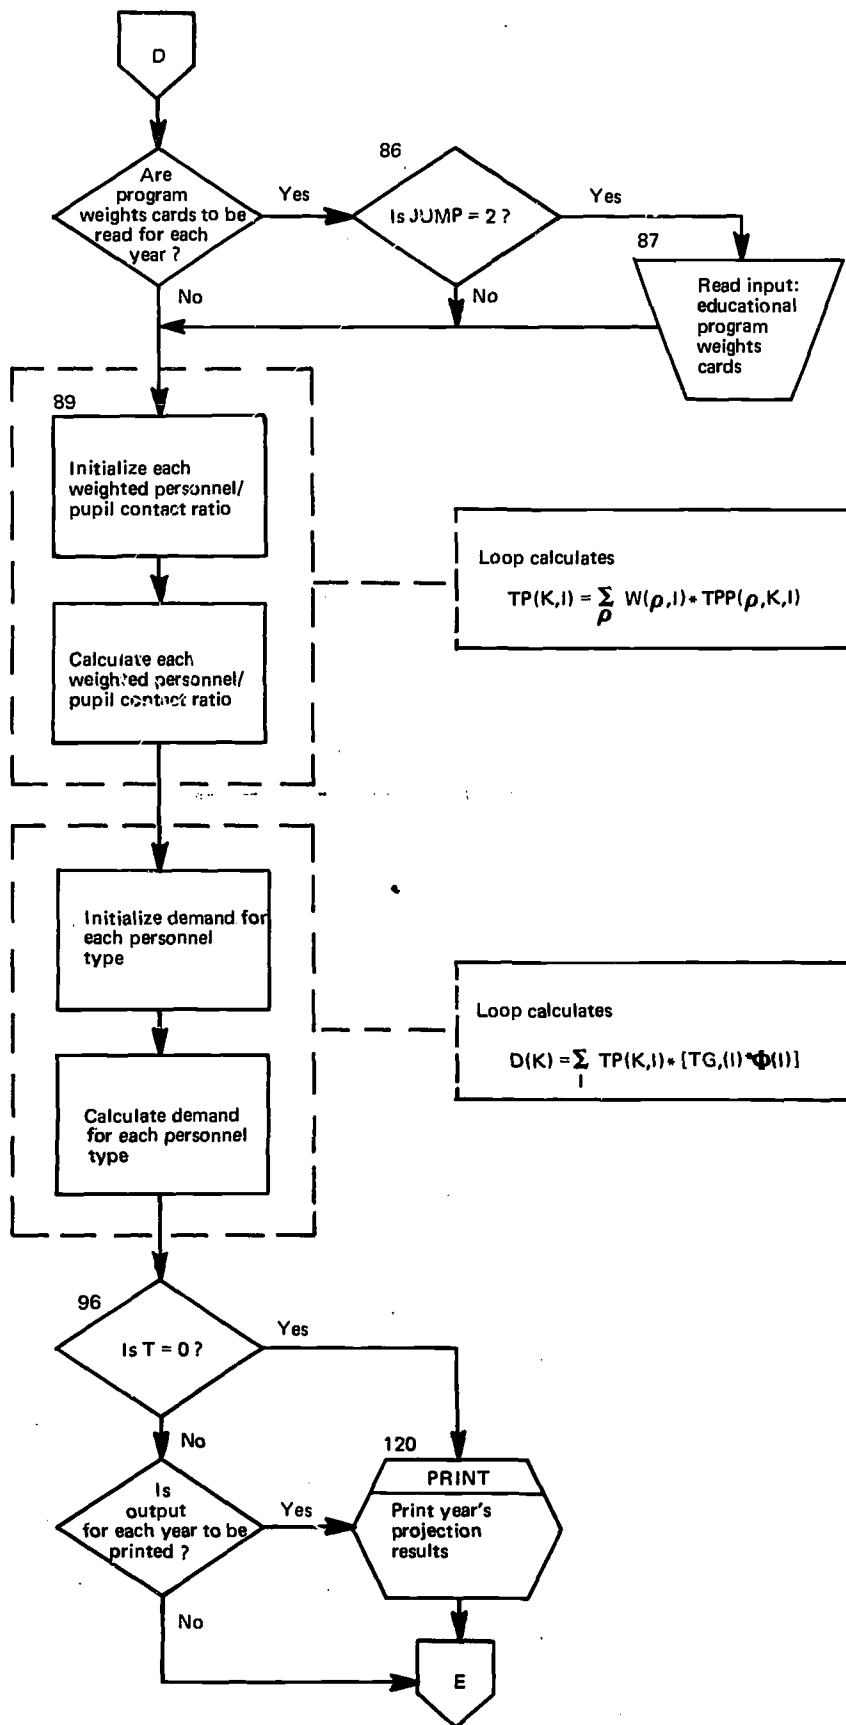 D
Are
program
weights cards to be
read for each
year ?
Yes
No
86
Is JUMP = 2 ?
Yes
No
87
Read input:
educational
program
weights
cards
89
Initialize each
weighted personnel/
pupil contact ratio
Calculate each
weighted personnel/
pupil contact ratio
Loop calculates
TP(K,I) = Σ W(ρ,I) * TPP(ρ,K,I)
ρ
Initialize demand for
each personnel
type
Calculate demand
for each personnel
type
Loop calculates
D(K) = Σ TP(K,I) * [TG,(I) * Φ(I)]
I
96
Is T = 0 ?
Yes
No
Is
output
for each year to be
printed ?
Yes
No
120
PRINT
Print year's
projection
results
E